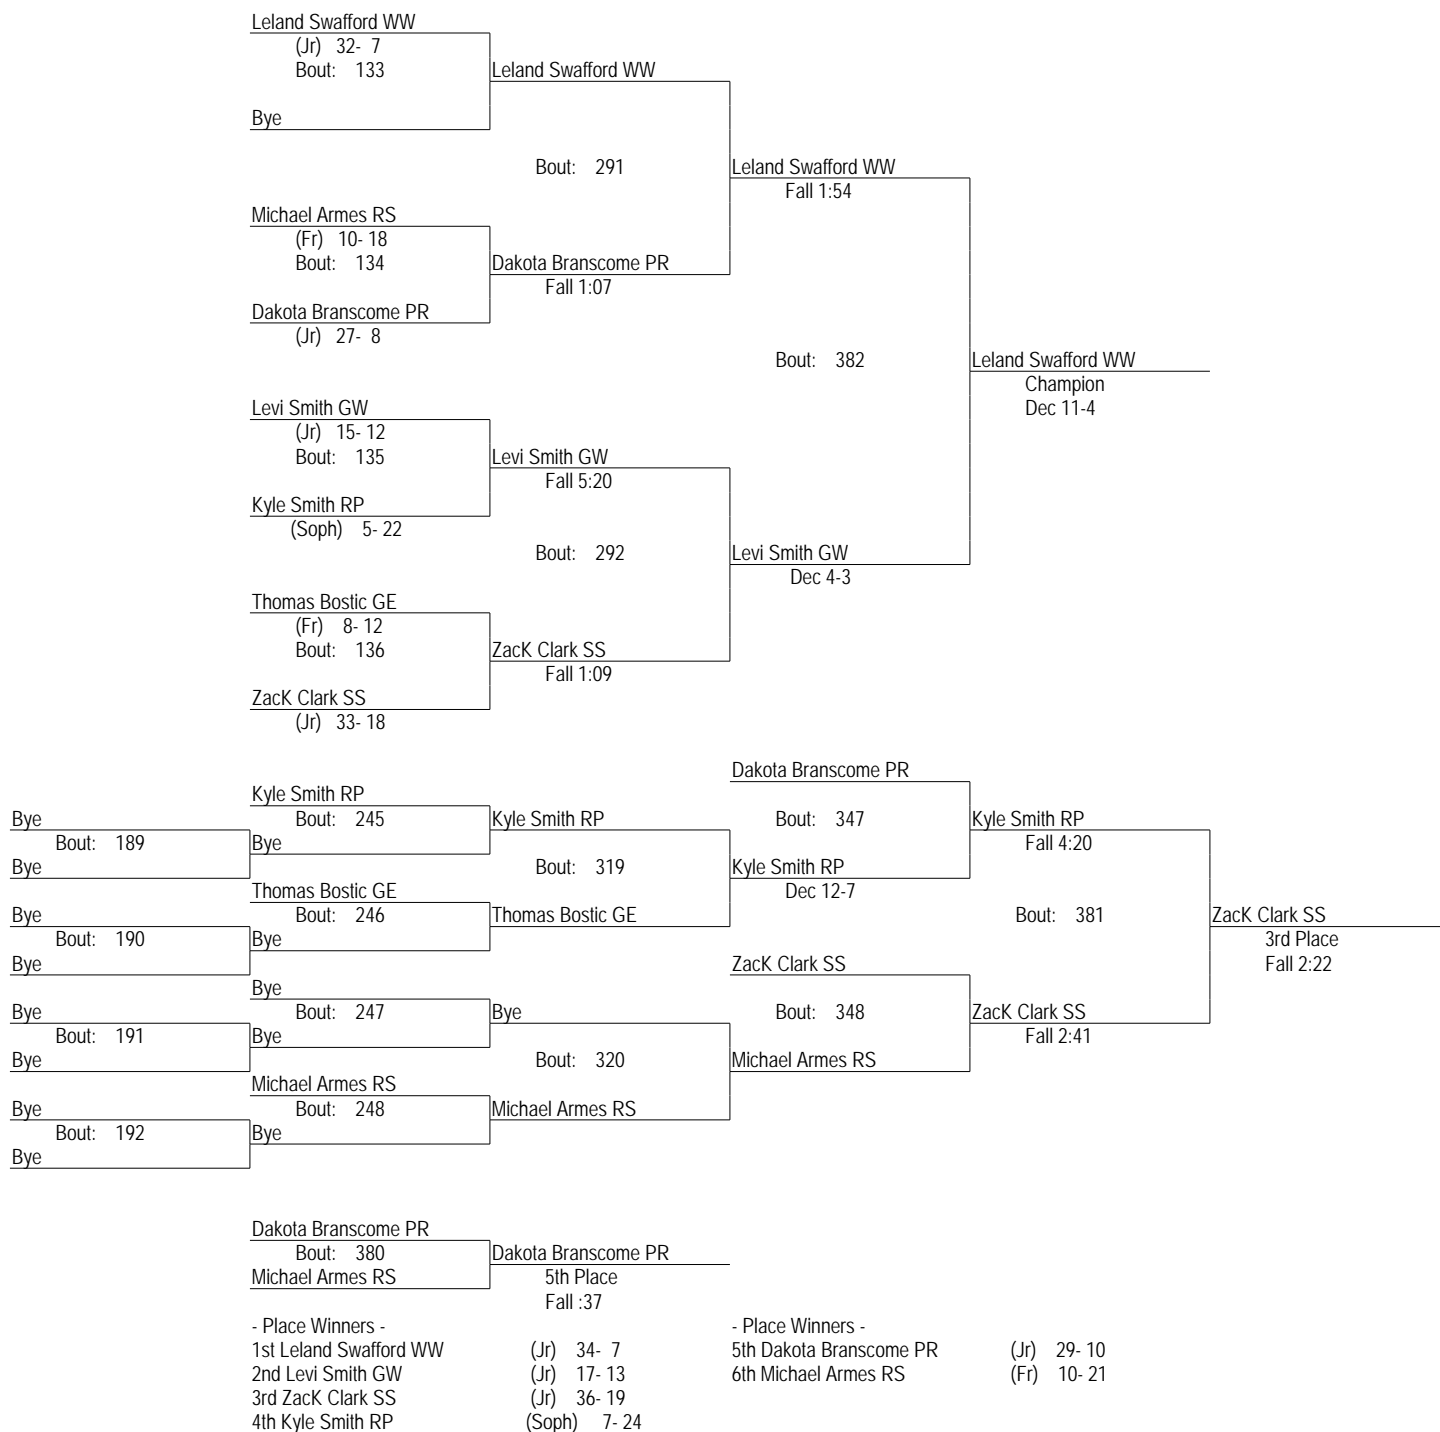 Leland Swafford WW
(Jr) 32- 7
Bout: 133
Leland Swafford WW
Bye
Bout: 291
Leland Swafford WW
Fall 1:54
Michael Armes RS
(Fr) 10- 18
Bout: 134
Dakota Branscome PR
Fall 1:07
Dakota Branscome PR
(Jr) 27- 8
Bout: 382
Leland Swafford WW
Champion
Dec 11-4
Levi Smith GW
(Jr) 15- 12
Bout: 135
Levi Smith GW
Fall 5:20
Kyle Smith RP
(Soph) 5- 22
Bout: 292
Levi Smith GW
Dec 4-3
Thomas Bostic GE
(Fr) 8- 12
Bout: 136
ZacK Clark SS
Fall 1:09
ZacK Clark SS
(Jr) 33- 18
Dakota Branscome PR
Kyle Smith RP
Bye
Bout: 245
Kyle Smith RP
Bout: 347
Kyle Smith RP
Bout: 189
Bye
Fall 4:20
Bye
Bout: 319
Kyle Smith RP
Dec 12-7
Thomas Bostic GE
Bye
Bout: 246
Thomas Bostic GE
Bout: 381
ZacK Clark SS
Bout: 190
Bye
3rd Place
Bye
ZacK Clark SS
Fall 2:22
Bye
Bye
Bout: 247
Bye
Bout: 348
ZacK Clark SS
Bout: 191
Bye
Fall 2:41
Bye
Bout: 320
Michael Armes RS
Michael Armes RS
Bye
Bout: 248
Michael Armes RS
Bout: 192
Bye
Bye
Dakota Branscome PR
Bout: 380
Dakota Branscome PR
Michael Armes RS
5th Place
Fall :37
- Place Winners -
1st Leland Swafford WW (Jr) 34- 7
2nd Levi Smith GW (Jr) 17- 13
3rd ZacK Clark SS (Jr) 36- 19
4th Kyle Smith RP (Soph) 7- 24
- Place Winners -
5th Dakota Branscome PR (Jr) 29- 10
6th Michael Armes RS (Fr) 10- 21